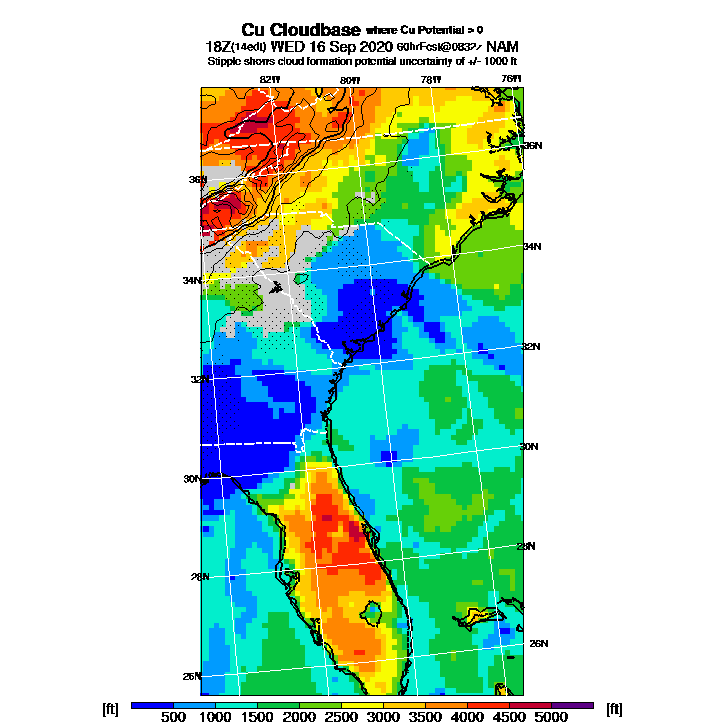 Cu Cloudbase where Cu Potential > 0
18Z(14edt) WED 16 Sep 2020 60hrFcst@0832z NAM
Stipple shows cloud formation potential uncertainty of +/- 1000 ft
82W 80W 78W 76W
36N
36N
34N
34N
32N
32N
30N
30N
28N
28N
26N
26N
[ft] 500 1000 1500 2000 2500 3000 3500 4000 4500 5000 [ft]